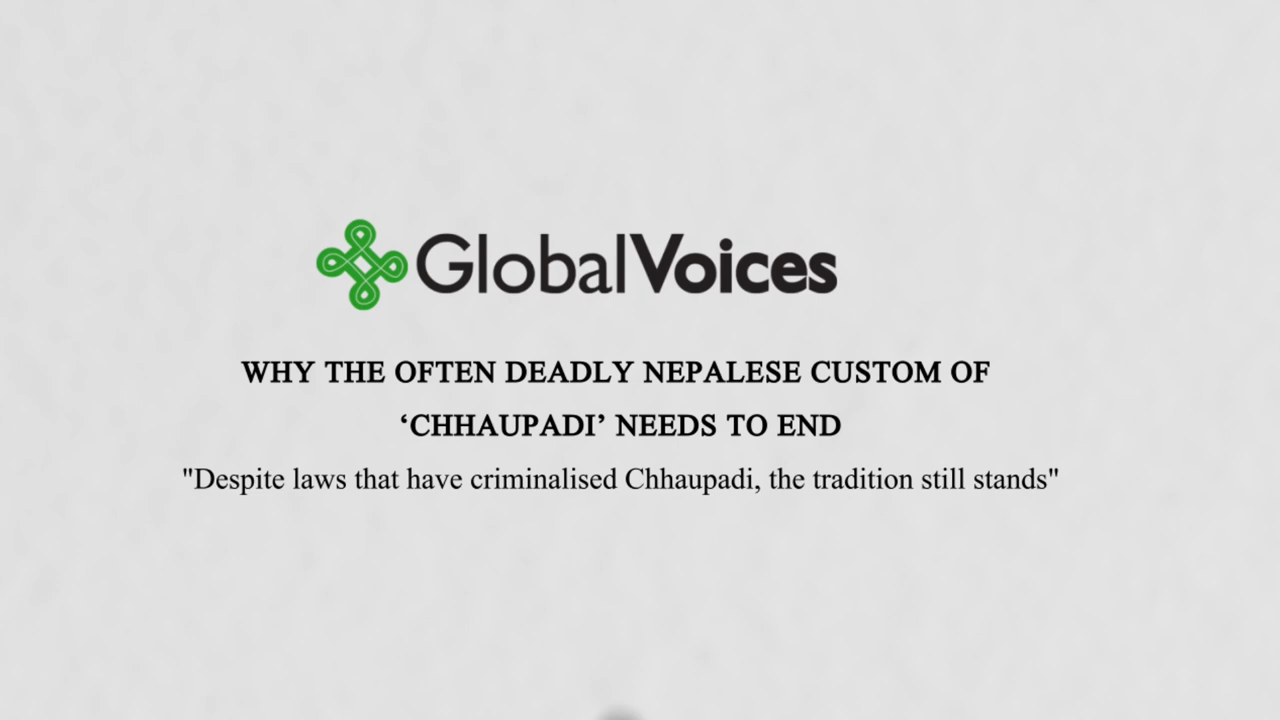 GlobalVoices
WHY THE OFTEN DEADLY NEPALESE CUSTOM OF
‘CHHAUPADI’ NEEDS TO END
"Despite laws that have criminalised Chhaupadi, the tradition still stands"